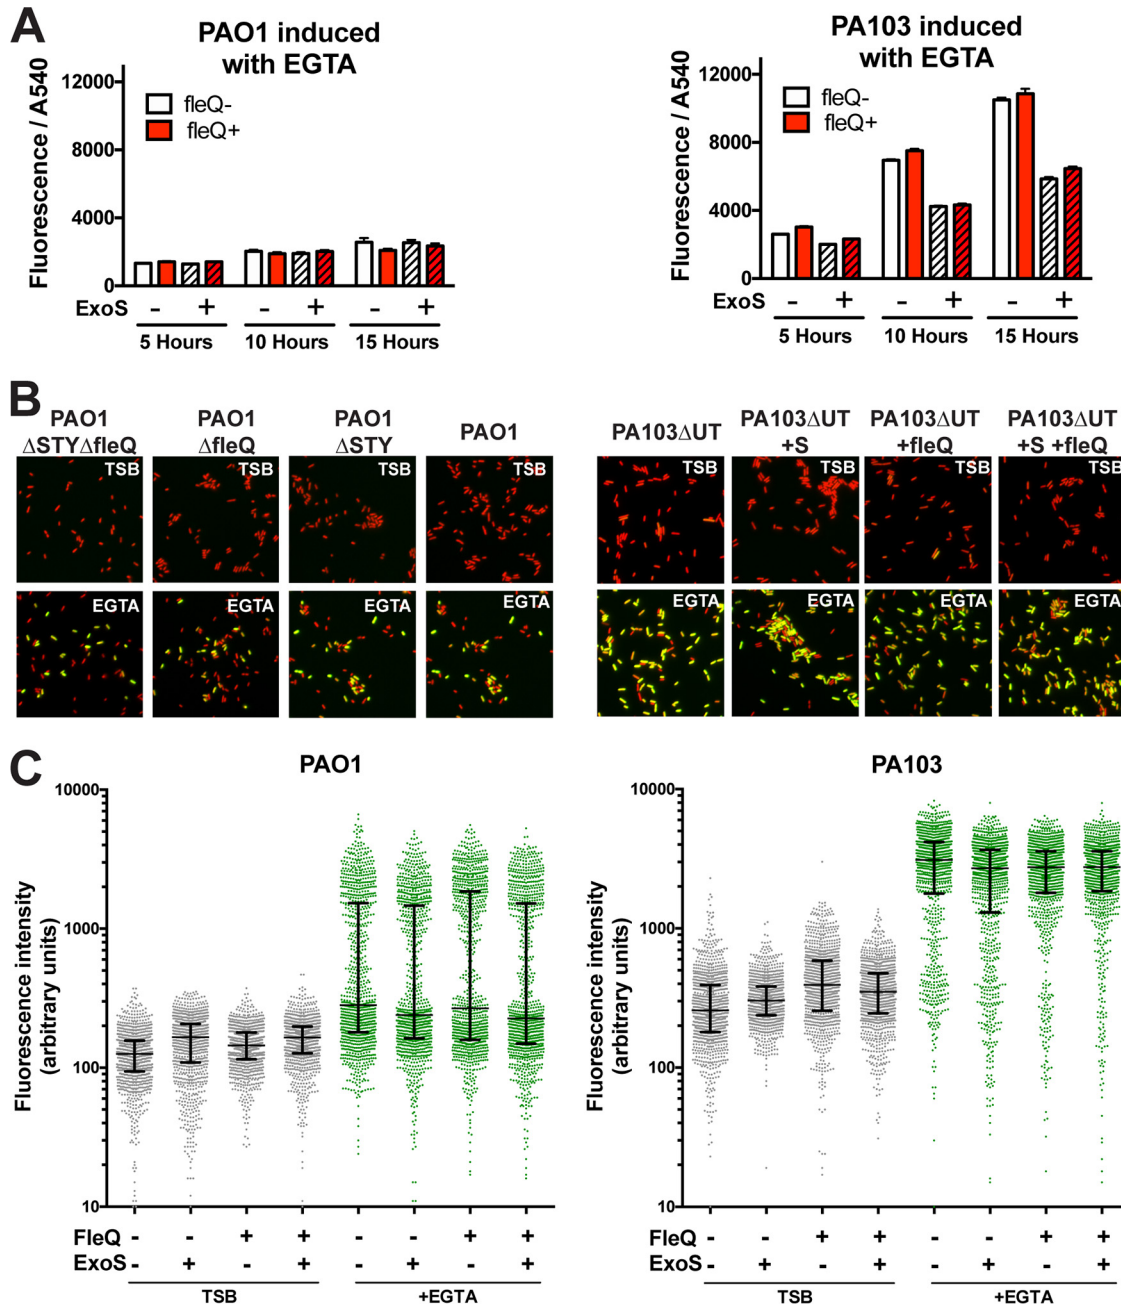 A
PAO1 induced
with EGTA
Fluorescence / A540
12000
8000
4000
0
fleQ-
fleQ+
ExoS - + - + - +
5 Hours 10 Hours 15 Hours
PA103 induced
with EGTA
Fluorescence / A540
12000
8000
4000
0
fleQ-
fleQ+
ExoS - + - + - +
5 Hours 10 Hours 15 Hours
B
PAO1
ΔSTYΔfleQ
PAO1
ΔfleQ
PAO1
ΔSTY
PAO1
TSB TSB TSB TSB
EGTA EGTA EGTA EGTA
PA103ΔUT
PA103ΔUT
+S
PA103ΔUT
+fleQ
PA103ΔUT
+S +fleQ
TSB TSB TSB TSB
EGTA EGTA EGTA EGTA
C
PAO1
Fluorescence intensity
(arbitrary units)
10000
1000
100
10
FleQ - - + + - - + +
ExoS - + - + - + - +
TSB +EGTA
PA103
Fluorescence intensity
(arbitrary units)
10000
1000
100
10
FleQ - - + + - - + +
ExoS - + - + - + - +
TSB +EGTA